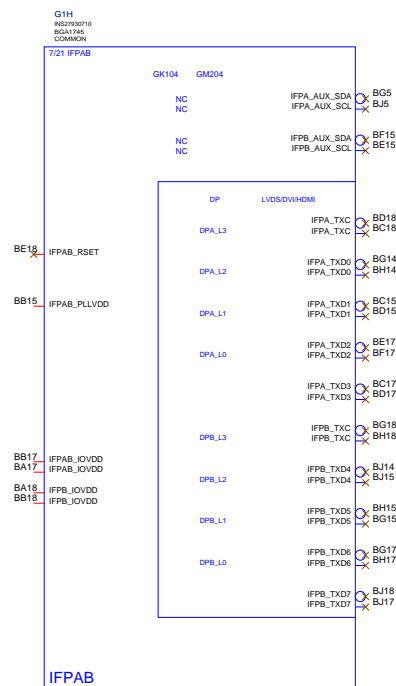 G1H
INS27930710
BGA1745
COMMON
7/21 IFPAB
GK104 GM204
NC IFPA_AUX_SDA BG5
NC IFPA_AUX_SCL BJ5
NC IFPB_AUX_SDA BF15
NC IFPB_AUX_SCL BE15
DP LVDS/DVI/HDMI
IFPA_TXC BD18
DPA_L3 IFPA_TXC BC18
BE18 IFPAB_RSET
IFPA_TXD0 BG14
DPA_L2 IFPA_TXD0 BH14
BB15 IFPAB_PLLVDD
IFPA_TXD1 BC15
DPA_L1 IFPA_TXD1 BD15
IFPA_TXD2 BE17
DPA_L0 IFPA_TXD2 BF17
IFPA_TXD3 BC17
IFPA_TXD3 BD17
IFPB_TXC BG18
DPB_L3 IFPB_TXC BH18
BB17 IFPAB_IOVDD
BA17 IFPAB_IOVDD
IFPB_TXD4 BJ14
DPB_L2 IFPB_TXD4 BJ15
BA18 IFPB_IOVDD
BB18 IFPB_IOVDD
IFPB_TXD5 BH15
DPB_L1 IFPB_TXD5 BG15
IFPB_TXD6 BG17
DPB_L0 IFPB_TXD6 BH17
IFPB_TXD7 BJ18
IFPB_TXD7 BJ17
IFPAB